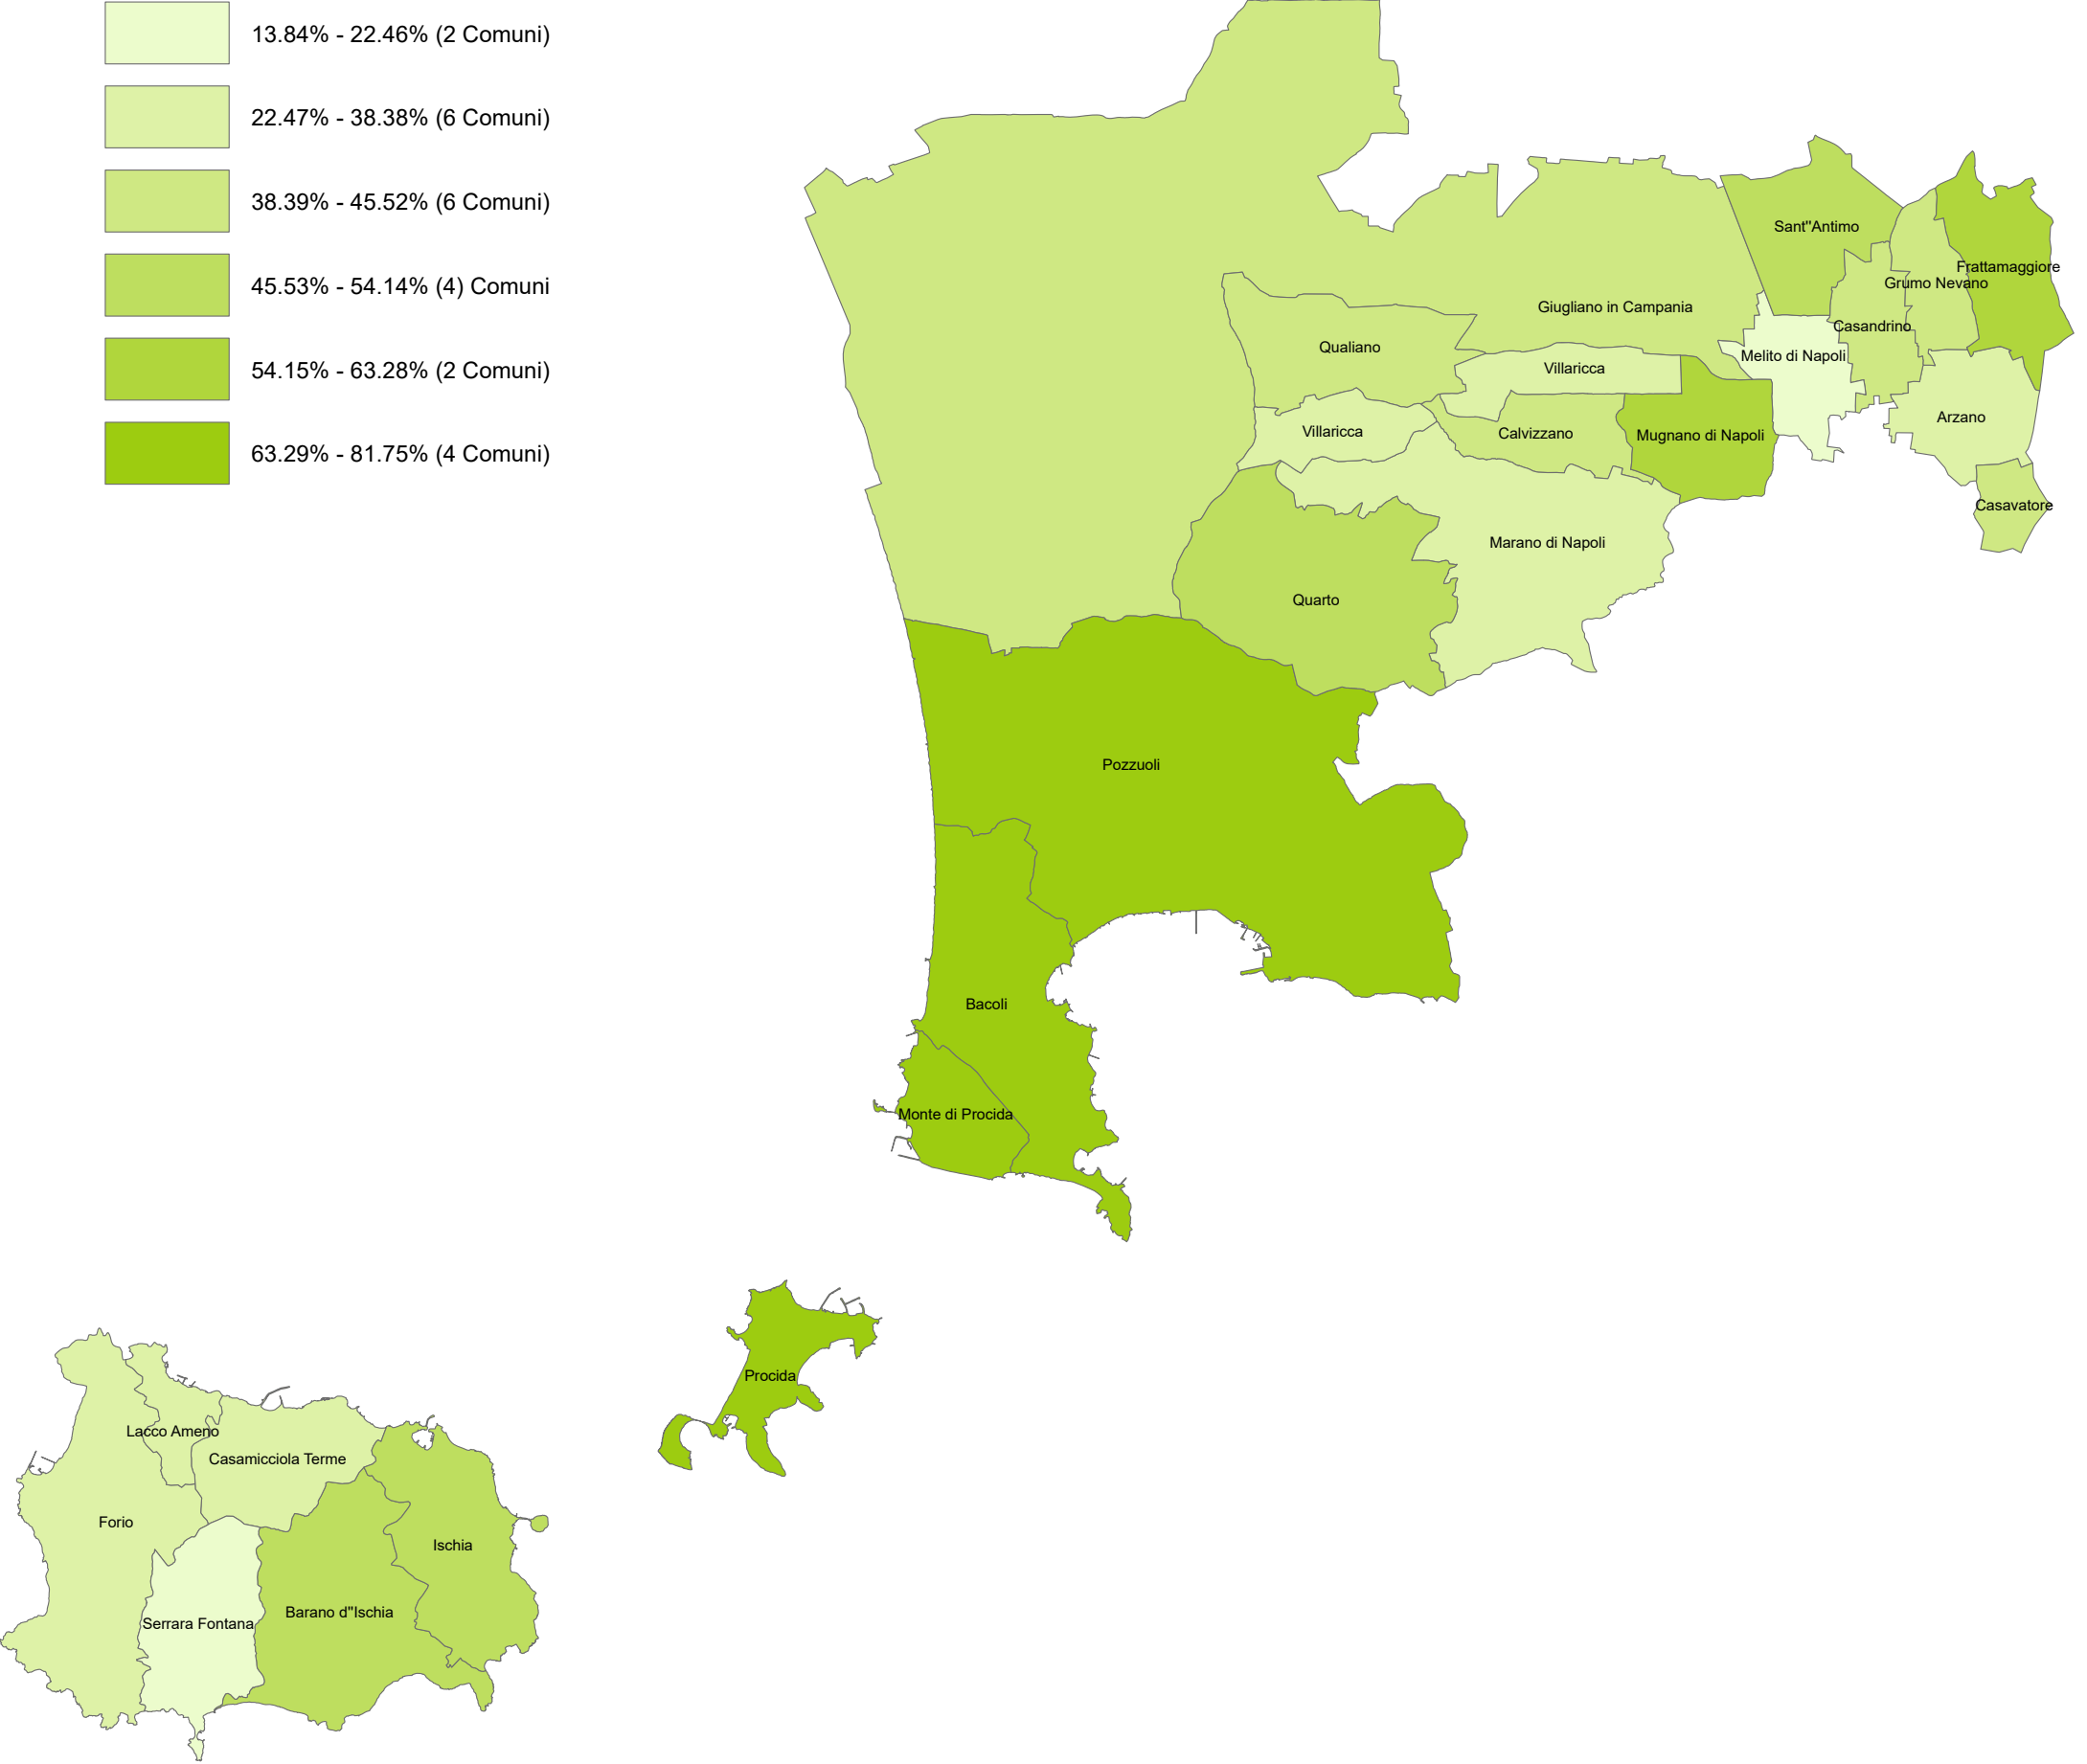 13.84% - 22.46% (2 Comuni)
22.47% - 38.38% (6 Comuni)
38.39% - 45.52% (6 Comuni)
45.53% - 54.14% (4) Comuni
54.15% - 63.28% (2 Comuni)
63.29% - 81.75% (4 Comuni)
Sant"Antimo
Frattamaggiore
Grumo Nevano
Giugliano in Campania
Casandrino
Qualiano
Melito di Napoli
Villaricca
Arzano
Villaricca
Calvizzano
Mugnano di Napoli
Casavatore
Marano di Napoli
Quarto
Pozzuoli
Bacoli
Monte di Procida
Procida
Lacco Ameno
Casamicciola Terme
Forio
Ischia
Barano d"Ischia
Serrara Fontana